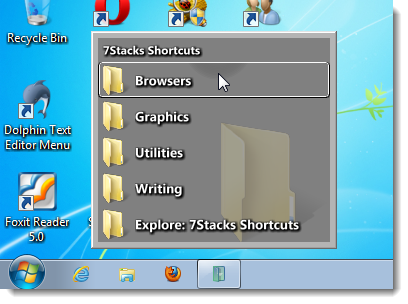 Recycle Bin
7Stacks Shortcuts
Browsers
Graphics
Dolphin Text
Editor Menu
Utilities
Writing
Foxit Reader
5.0
Explore: 7Stacks Shortcuts